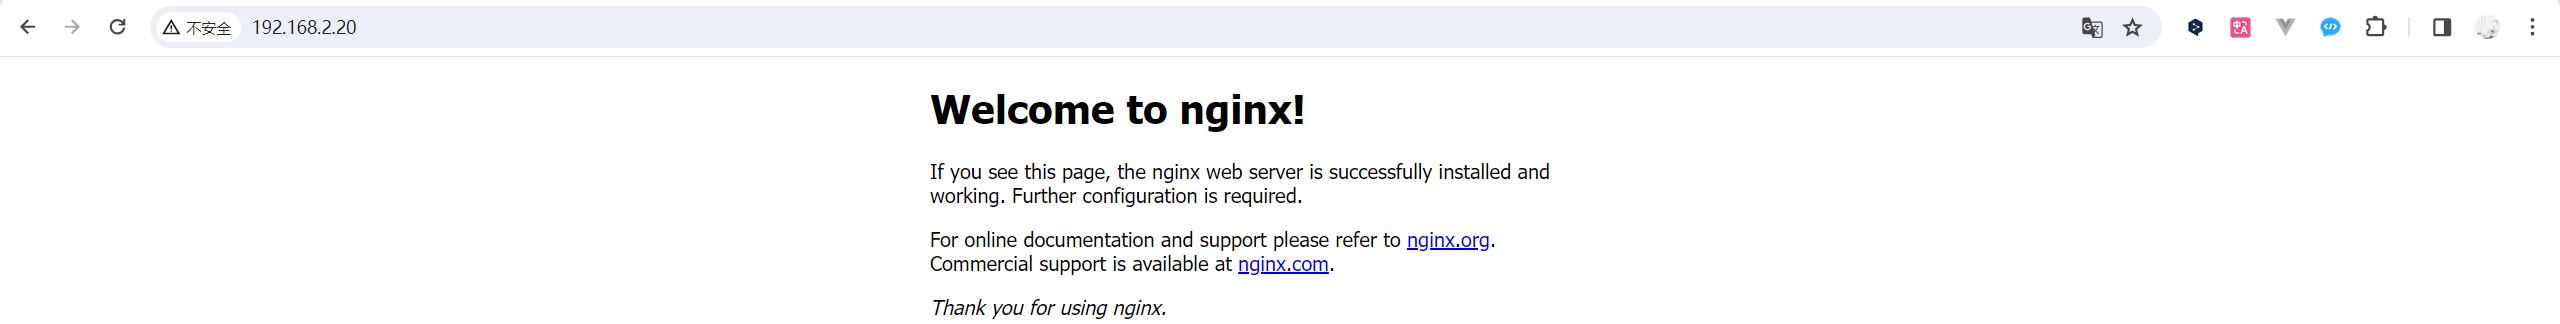 不安全 192.168.2.20
Welcome to nginx!
If you see this page, the nginx web server is successfully installed and
working. Further configuration is required.
For online documentation and support please refer to nginx.org.
Commercial support is available at nginx.com.
Thank you for using nginx.